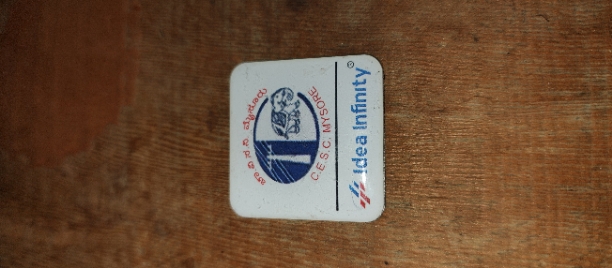 ಚಾ.ವಿ.ಸ.ನಿ.ನಿ. ಮೈಸೂರು
C.E.S.C. MYSORE
Idea Infinity